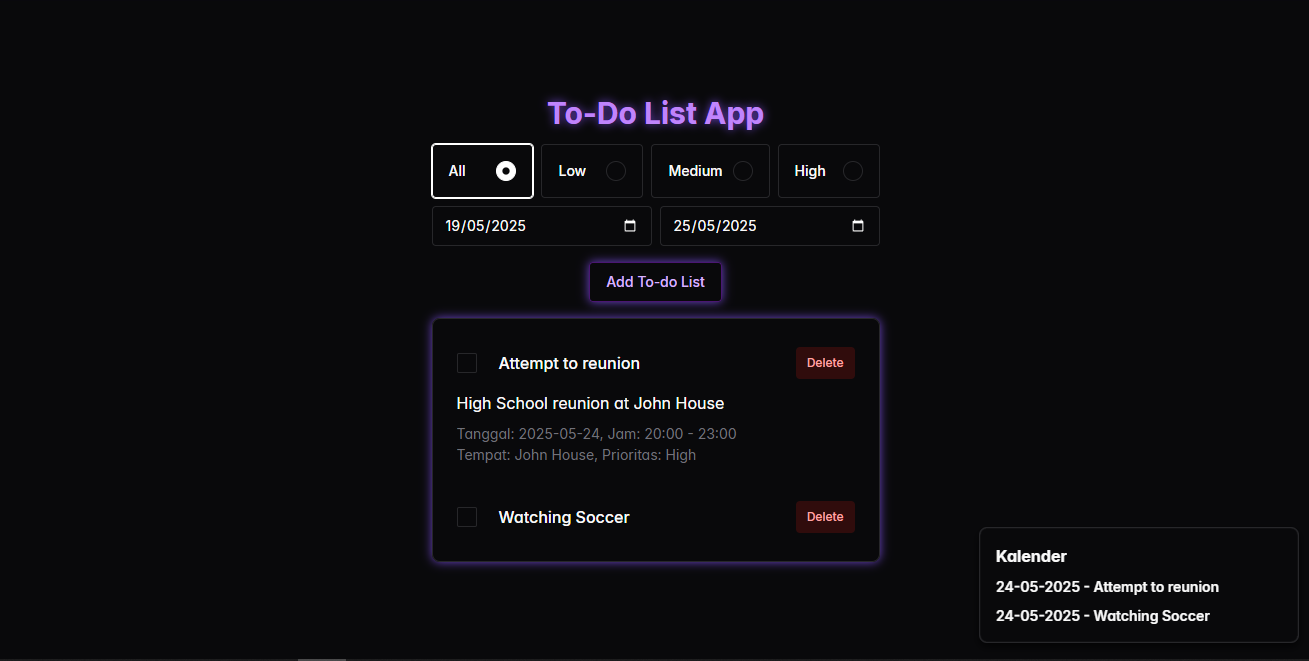 To-Do List App
All Low Medium High
19/05/2025 25/05/2025
Add To-do List
Attempt to reunion Delete
High School reunion at John House
Tanggal: 2025-05-24, Jam: 20:00 - 23:00
Tempat: John House, Prioritas: High
Watching Soccer Delete
Kalender
24-05-2025 - Attempt to reunion
24-05-2025 - Watching Soccer